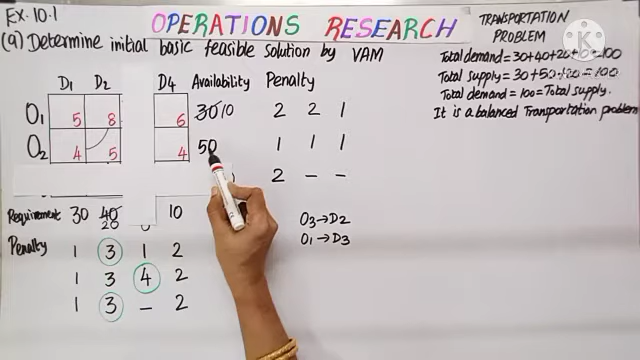 Ex.10.1
OPERATIONS RESEARCH
TRANSPORTATION
PROBLEM
(a) Determine initial basic feasible solution by VAM
Total demand = 30+40+20+ =100
Total supply = 30+50+20=100
Total demand = 100= Total supply.
It is a balanced Transportation problem
KINEMASTER
D1 D2 D4 Availability Penalty
O1 5 8 6 30 10 2 2 1
O2 4 5 4 50 1 1 1
2 – –
Requirement 30 40 10
20 0
O3→D2
O1→D3
Penalty 1 3 1 2
1 3 4 2
1 3 – 2